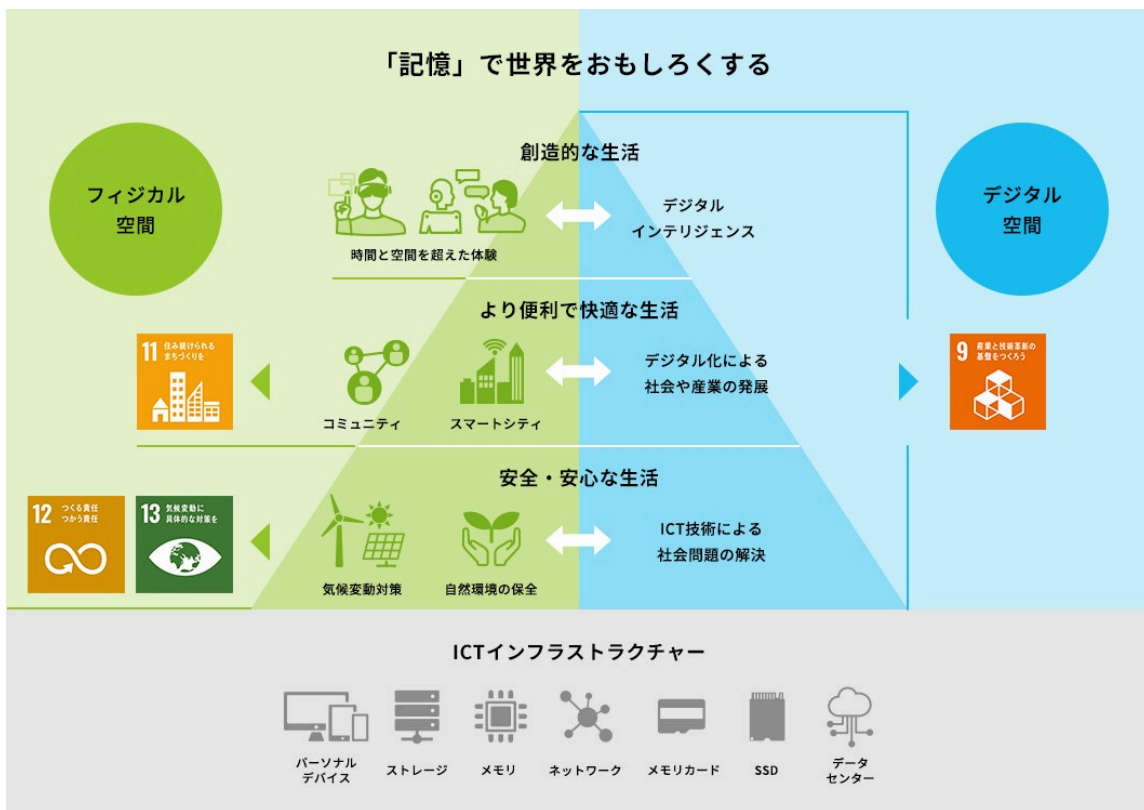 「記憶」で世界をおもしろくする
フィジカル
空間
デジタル
空間
創造的な生活
時間と空間を超えた体験
デジタル
インテリジェンス
より便利で快適な生活
11 住み続けられる
まちづくりを
コミュニティ
スマートシティ
デジタル化による
社会や産業の発展
9 産業と技術革新の
基盤をつくろう
安全・安心な生活
12 つくる責任
つかう責任
13 気候変動に
具体的な対策を
気候変動対策
自然環境の保全
ICT技術による
社会問題の解決
ICTインフラストラクチャー
パーソナル
デバイス
ストレージ
メモリ
ネットワーク
メモリカード
SSD
データ
センター